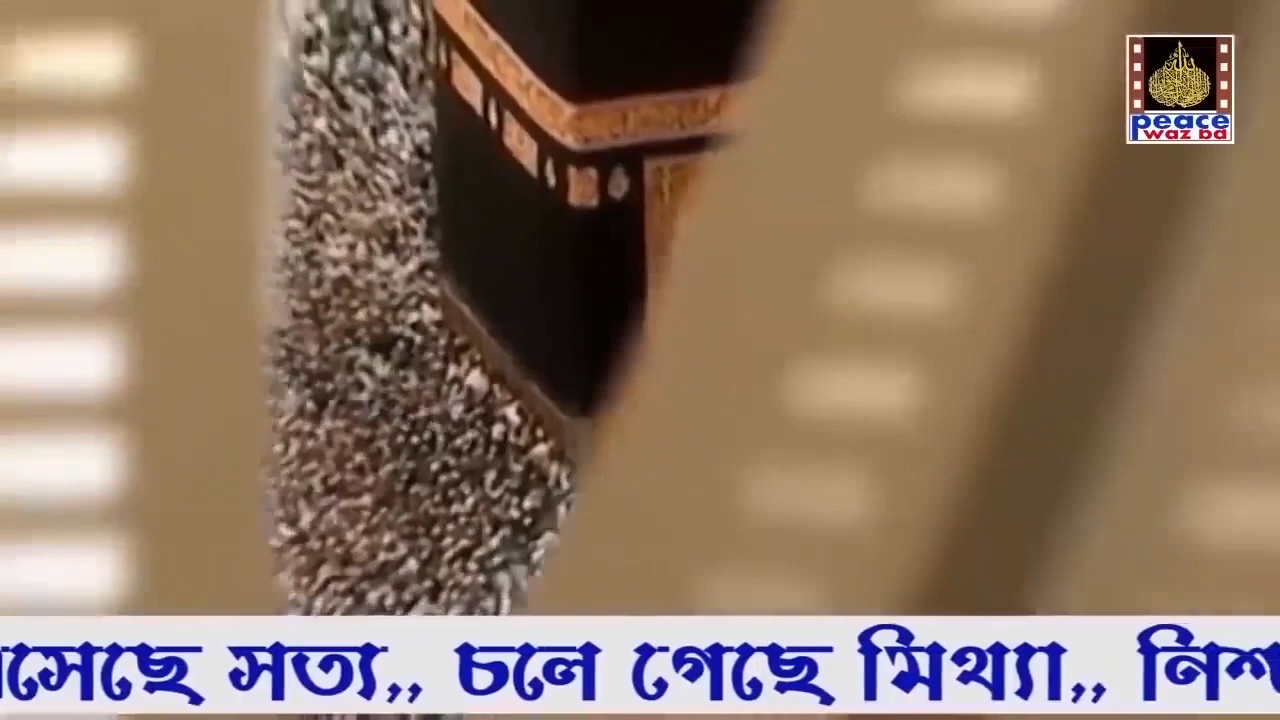 peace
waz ba
সেছে সত্য,, চলে গেছে মিথ্যা,, নিশ